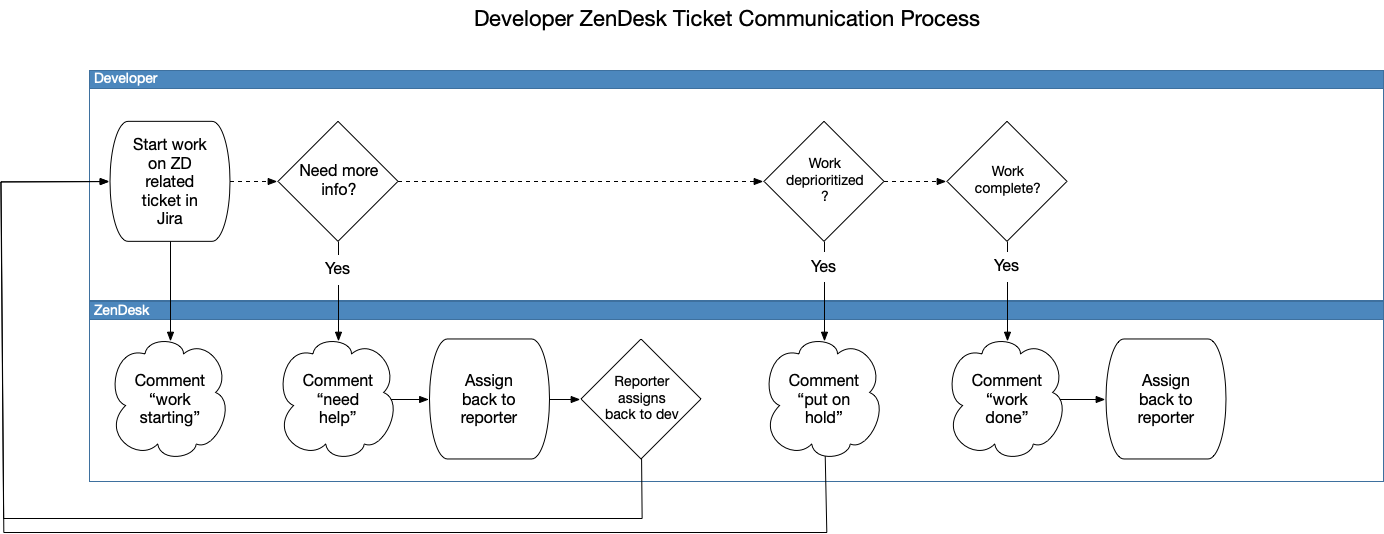 Developer ZenDesk Ticket Communication Process
Developer
Start work
on ZD
related
ticket in
Jira
Need more
info?
Work
deprioritized
?
Work
complete?
Yes
Yes
Yes
ZenDesk
Comment
“work
starting”
Comment
“need
help”
Assign
back to
reporter
Reporter
assigns
back to dev
Comment
“put on
hold”
Comment
“work
done”
Assign
back to
reporter